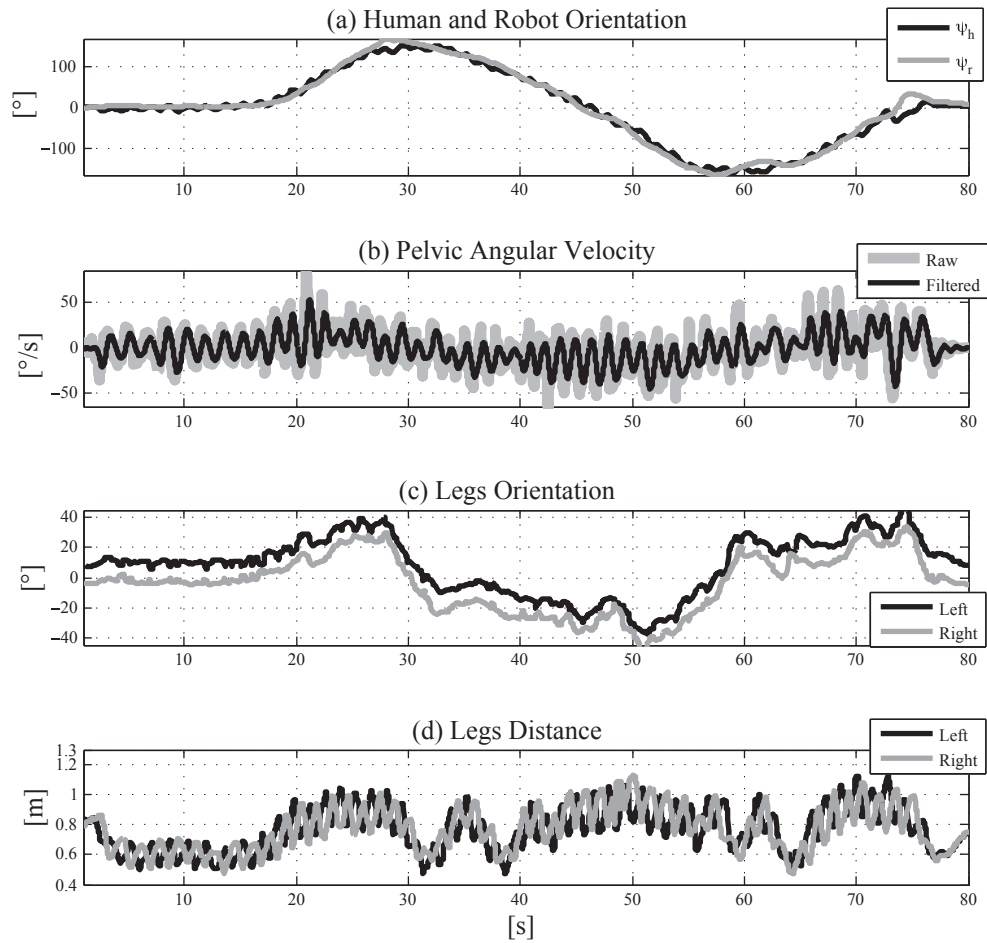 (a) Human and Robot Orientation
ψ_h
ψ_r
100
0
−100
[°]
10 20 30 40 50 60 70 80
(b) Pelvic Angular Velocity
Raw
Filtered
50
0
−50
[°/s]
10 20 30 40 50 60 70 80
(c) Legs Orientation
40
20
0
−20
−40
[°]
Left
Right
10 20 30 40 50 60 70 80
(d) Legs Distance
Left
Right
1.3
1.2
1
0.8
0.6
0.4
[m]
10 20 30 40 50 60 70 80
[s]